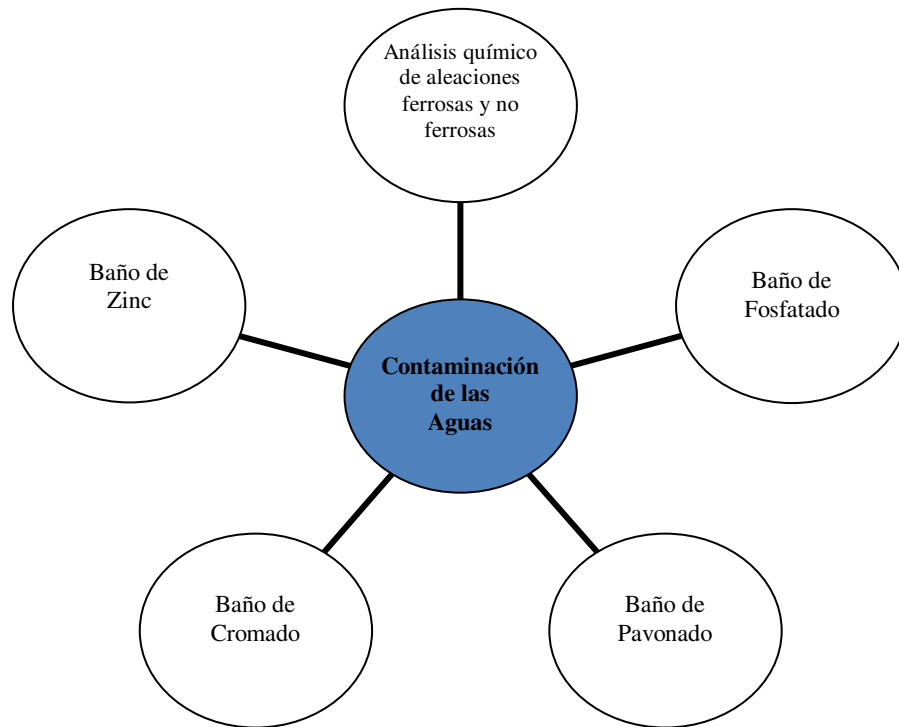 Análisis químico
de aleaciones
ferrosas y no
ferrosas
Baño de
Zinc
Baño de
Fosfatado
Contaminación
de las
Aguas
Baño de
Cromado
Baño de
Pavonado